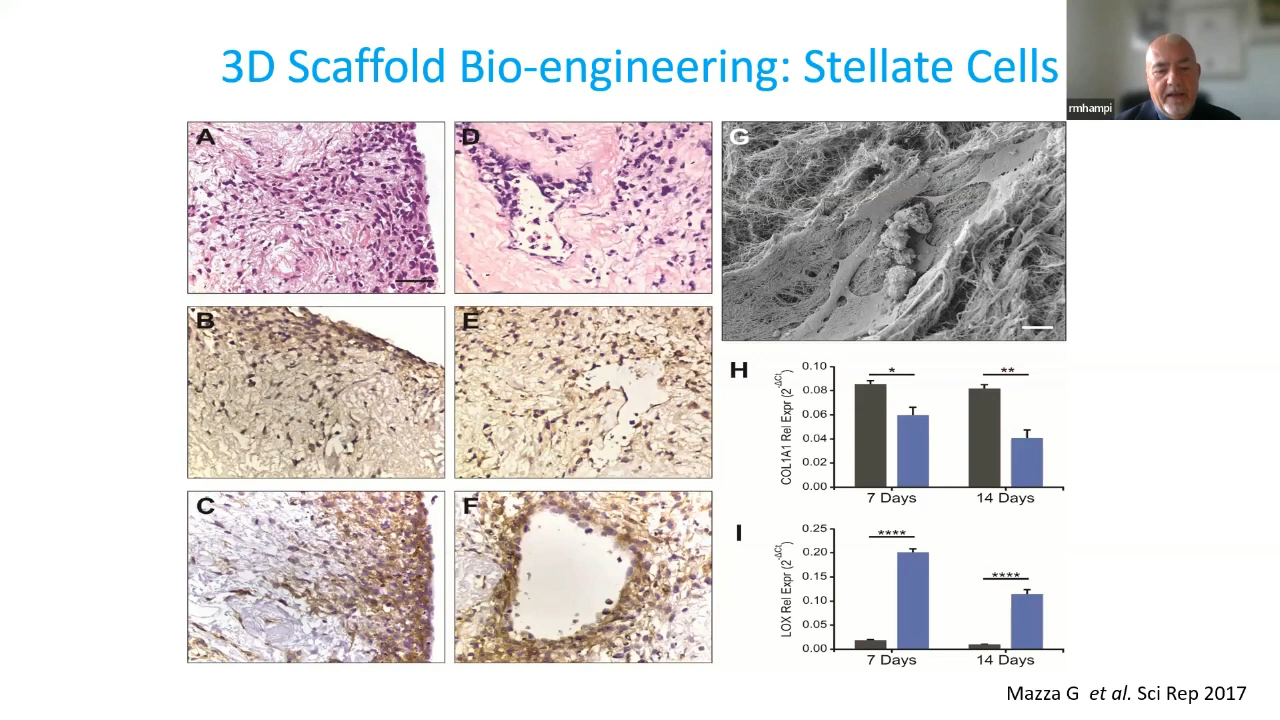 3D Scaffold Bio-engineering: Stellate Cells
rmhampi
A
D
G
B
E
C
F
H
COL1A1 Rel Expr (2^-ΔCt)
0.10
0.08
0.06
0.04
0.02
0.00
*
**
7 Days
14 Days
I
LOX Rel Expr (2^-ΔCt)
0.25
0.20
0.15
0.10
0.05
0.00
****
****
7 Days
14 Days
Mazza G et al. Sci Rep 2017